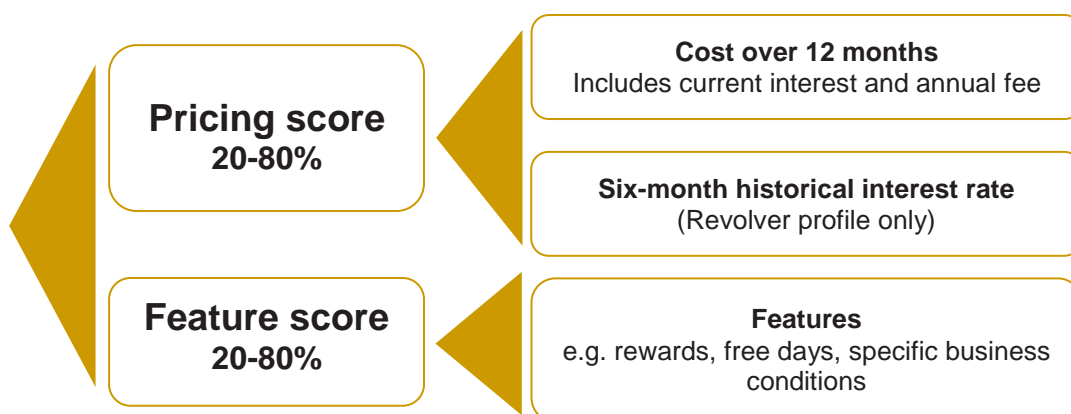 Pricing score
20-80%
Cost over 12 months
Includes current interest and annual fee
Six-month historical interest rate
(Revolver profile only)
Feature score
20-80%
Features
e.g. rewards, free days, specific business
conditions